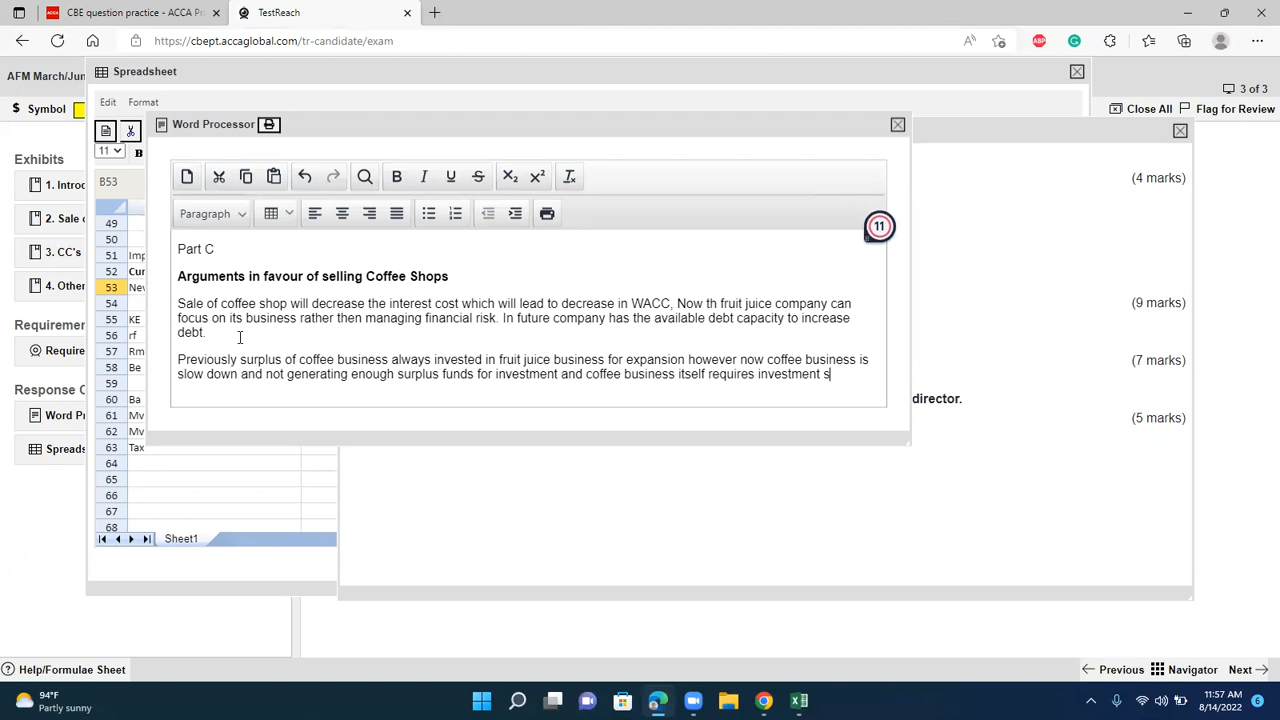 CBE question practice - ACCA Pr
TestReach
https://cbept.accaglobal.com/tr-candidate/exam
AFM March/Jun
Spreadsheet
3 of 3
$ Symbol
Edit Format
Close All Flag for Review
Word Processor
11 B
B53
Paragraph
11
Exhibits
1. Introc
2. Sale c
3. CC's
4. Other
Requirem
Require
Response O
Word Pr
Spreads
49
50
51 Imp
52 Cur
53 Nev
54
55 KE
56 rf
57 Rm
58 Be
59
60 Ba
61 Mv
62 Mv
63 Tax
64
65
66
67
68
Sheet1
Part C
Arguments in favour of selling Coffee Shops
Sale of coffee shop will decrease the interest cost which will lead to decrease in WACC, Now th fruit juice company can
focus on its business rather then managing financial risk. In future company has the available debt capacity to increase
debt.
Previously surplus of coffee business always invested in fruit juice business for expansion however now coffee business is
slow down and not generating enough surplus funds for investment and coffee business itself requires investment s
(4 marks)
(9 marks)
(7 marks)
director.
(5 marks)
Help/Formulae Sheet
Previous Navigator Next
94°F
Partly sunny
11:57 AM
8/14/2022
6